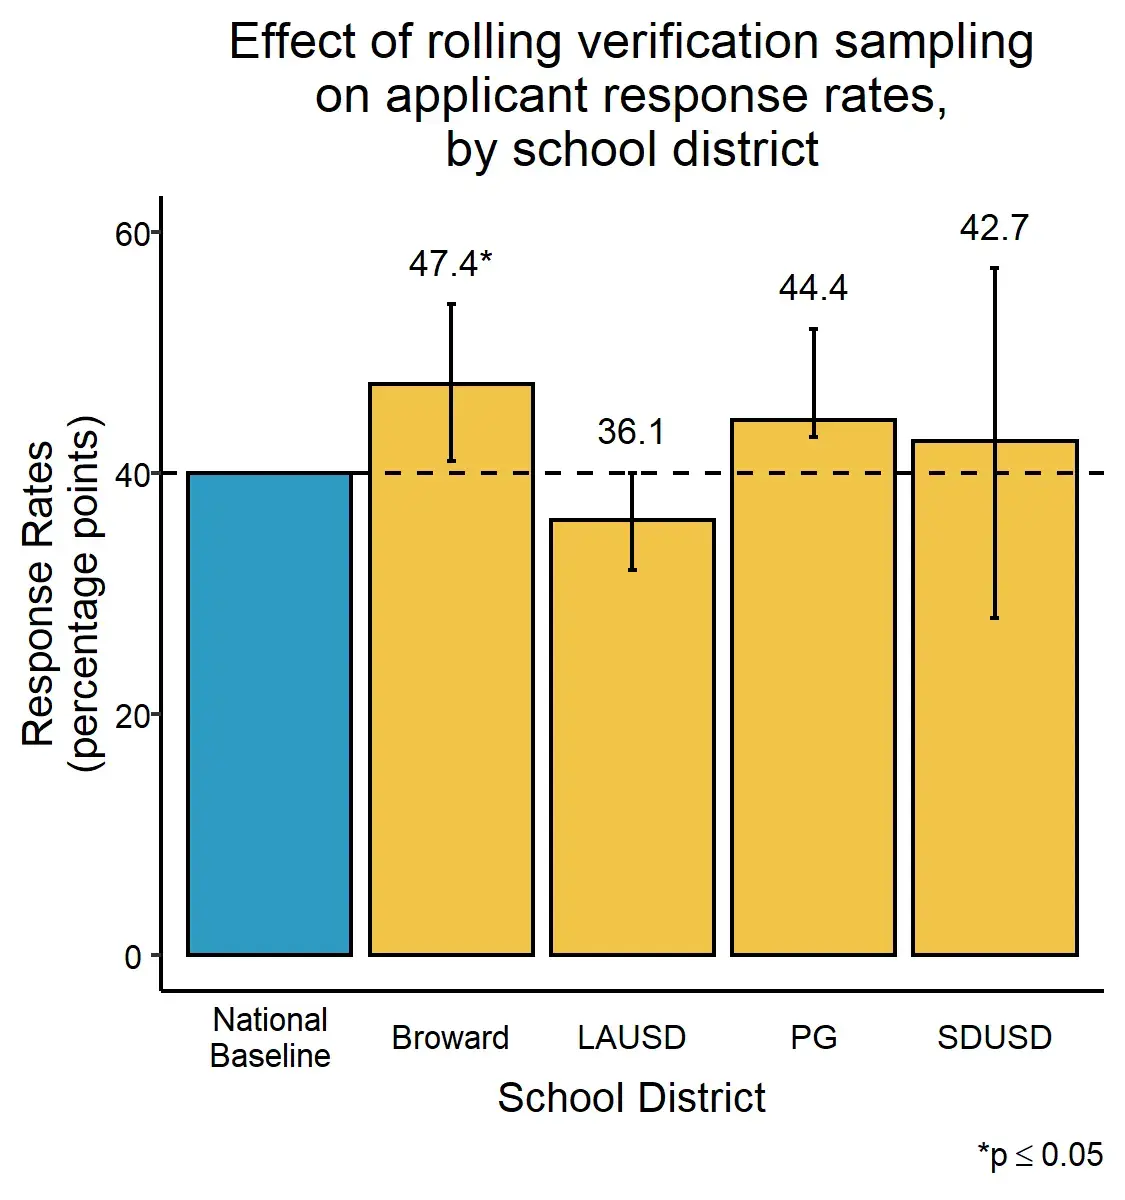 Effect of rolling verification sampling
on applicant response rates,
by school district
Response Rates
(percentage points)
60
40
20
0
47.4*
36.1
44.4
42.7
National
Baseline
Broward
LAUSD
PG
SDUSD
School District
*p ≤ 0.05